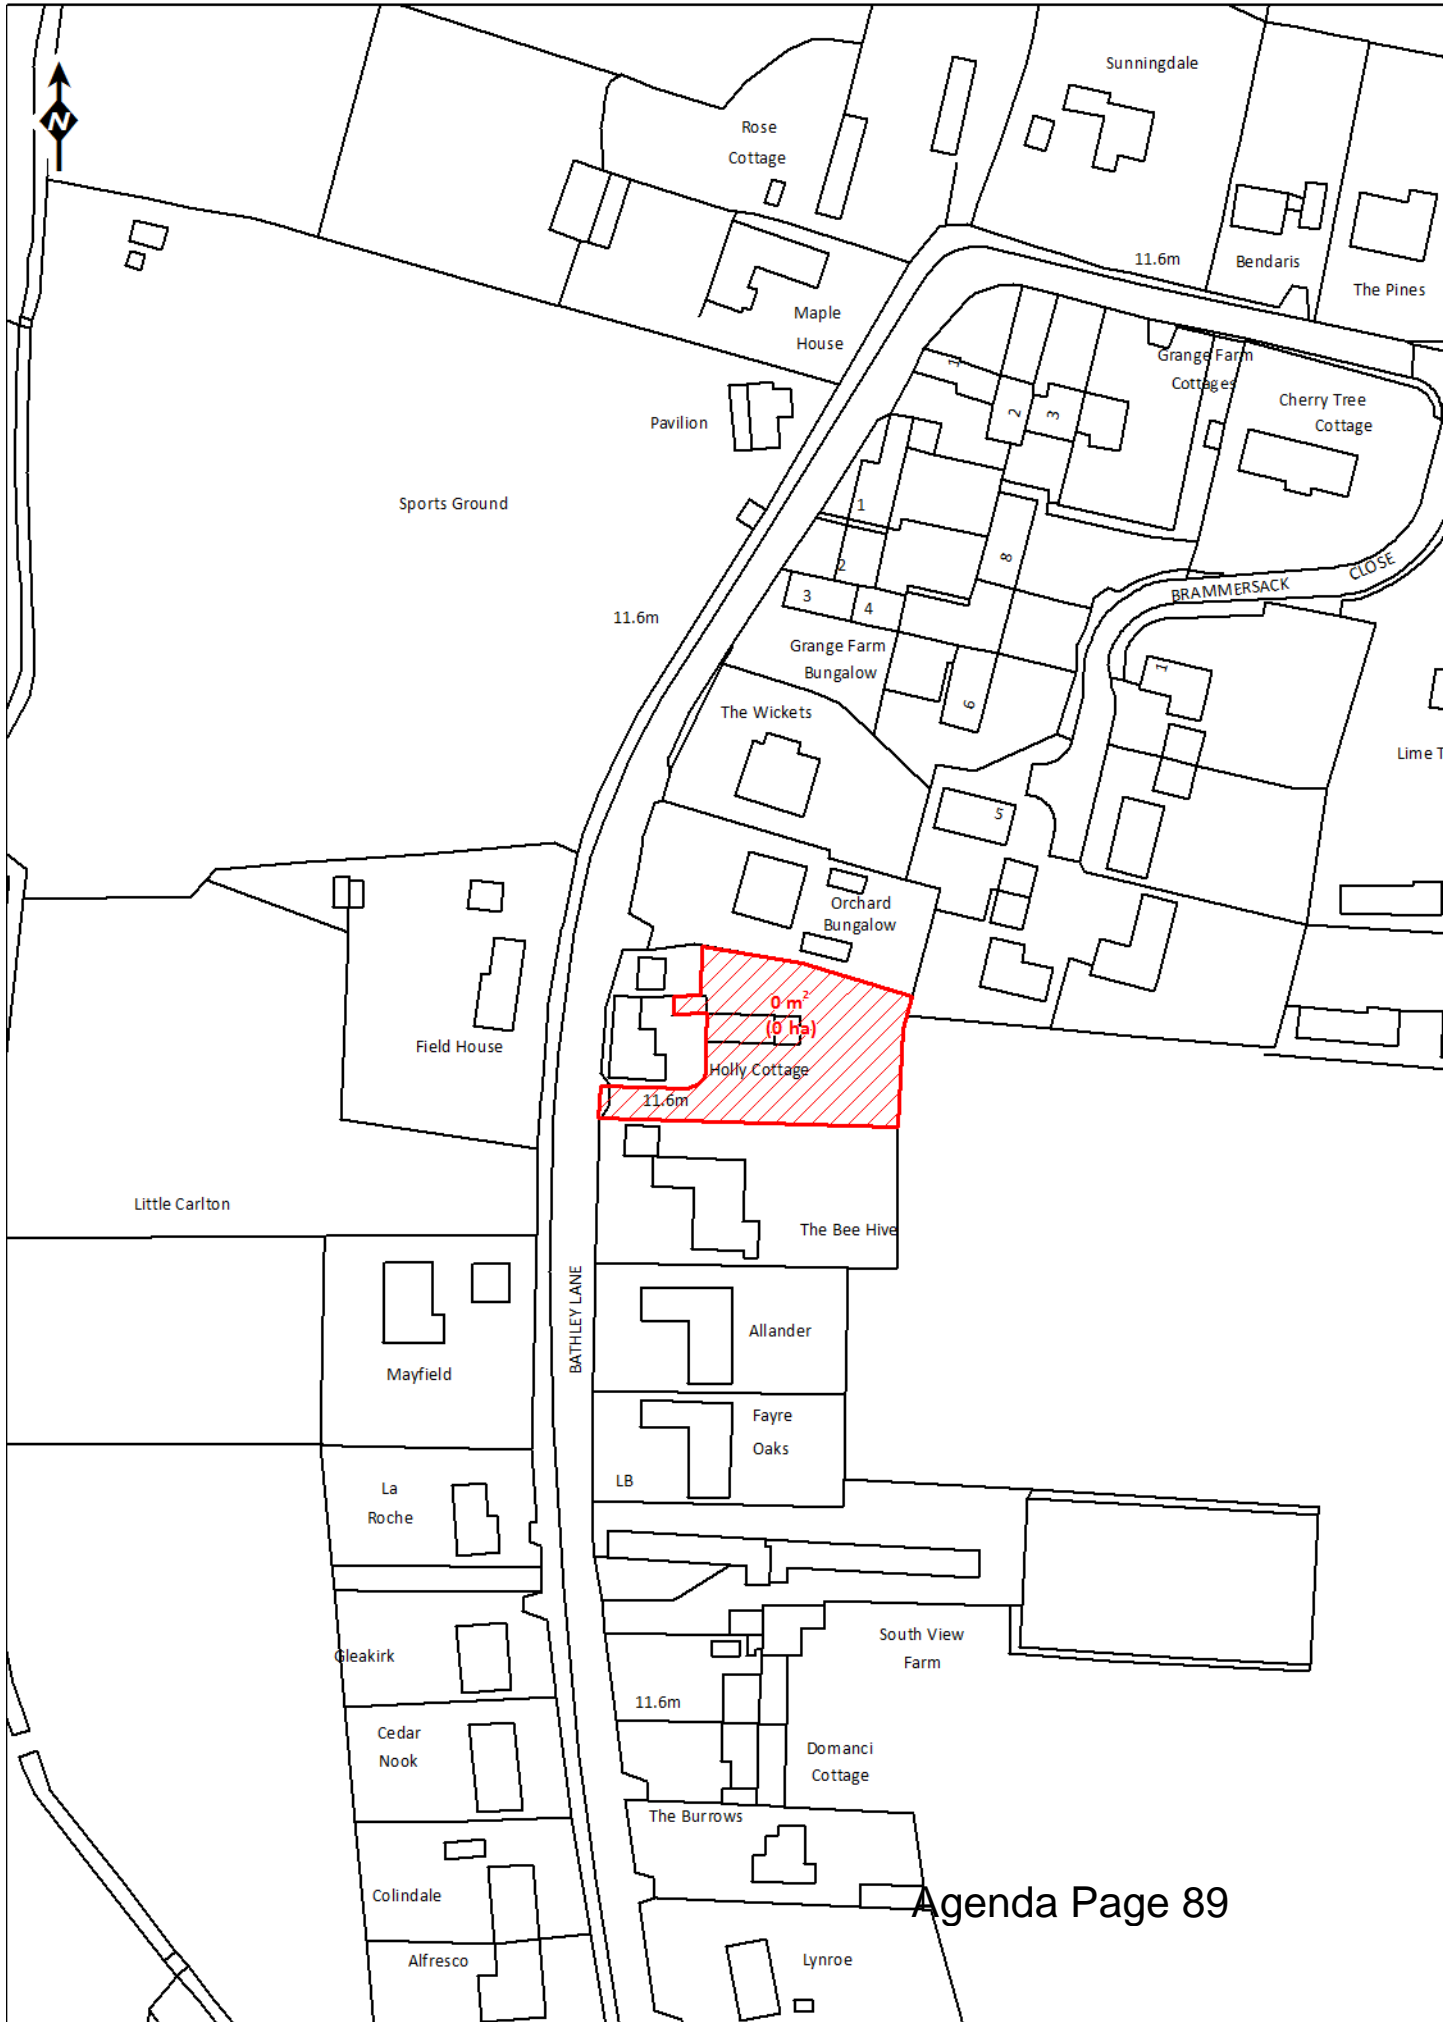 N
Sunningdale
Rose
Cottage
11.6m
Bendaris
The Pines
Maple
House
1
Grange Farm
Cottages
2
3
Cherry Tree
Cottage
Pavilion
Sports Ground
1
2
8
3
4
BRAMMERSACK
CLOSE
11.6m
Grange Farm
Bungalow
6
1
The Wickets
Lime T
5
Orchard
Bungalow
0 m²
(0 ha)
Field House
Holly Cottage
11.6m
Little Carlton
The Bee Hive
BATHLEY LANE
Allander
Mayfield
Fayre
Oaks
LB
La
Roche
South View
Farm
Gleakirk
11.6m
Cedar
Nook
Domanci
Cottage
The Burrows
Colindale
Agenda Page 89
Alfresco
Lynroe